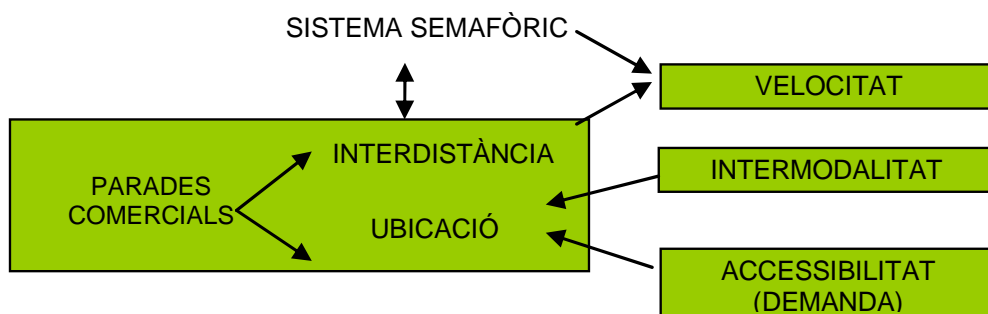 SISTEMA SEMAFÒRIC
VELOCITAT
INTERDISTÀNCIA
INTERMODALITAT
PARADES
COMERCIALS
UBICACIÓ
ACCESSIBILITAT
(DEMANDA)